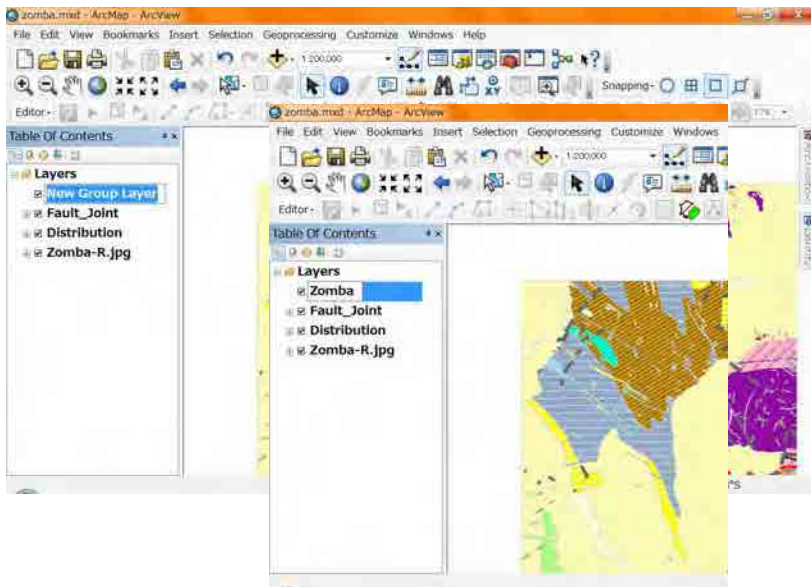 zomba.mxd - ArcMap - ArcView
File Edit View Bookmarks Insert Selection Geoprocessing Customize Windows Help
1:200,000
Snapping-
Editor-
Table Of Contents
Layers
New Group Layer
Fault_Joint
Distribution
Zomba-R.jpg
zomba.mxd - ArcMap - ArcView
File Edit View Bookmarks Insert Selection Geoprocessing Customize Windows
1:200,000
Editor-
Table Of Contents
Layers
Zomba
Fault_Joint
Distribution
Zomba-R.jpg